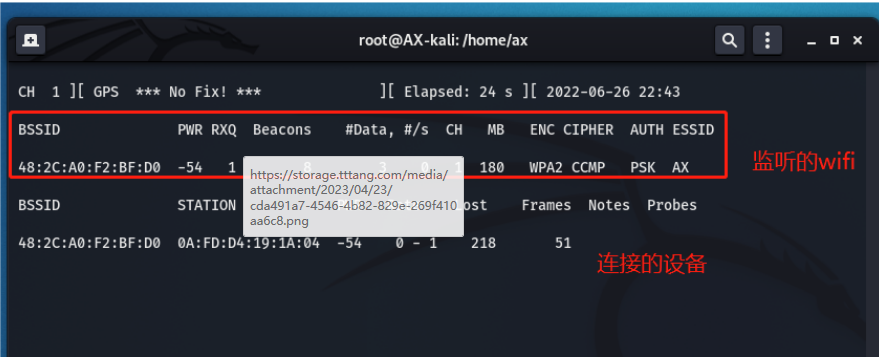 root@AX-kali: /home/ax
CH 1 ][ GPS *** No Fix! *** ][ Elapsed: 24 s ][ 2022-06-26 22:43
BSSID PWR RXQ Beacons #Data, #/s CH MB ENC CIPHER AUTH ESSID
48:2C:A0:F2:BF:D0 -54 1 8 3 0 1 180 WPA2 CCMP PSK AX
监听的wifi
https://storage.tttang.com/media/
attachment/2023/04/23/
cda491a7-4546-4b82-829e-269f410
aa6c8.png
BSSID STATION Frames Notes Probes
48:2C:A0:F2:BF:D0 0A:FD:D4:19:1A:04 -54 0 - 1 218 51
连接的设备